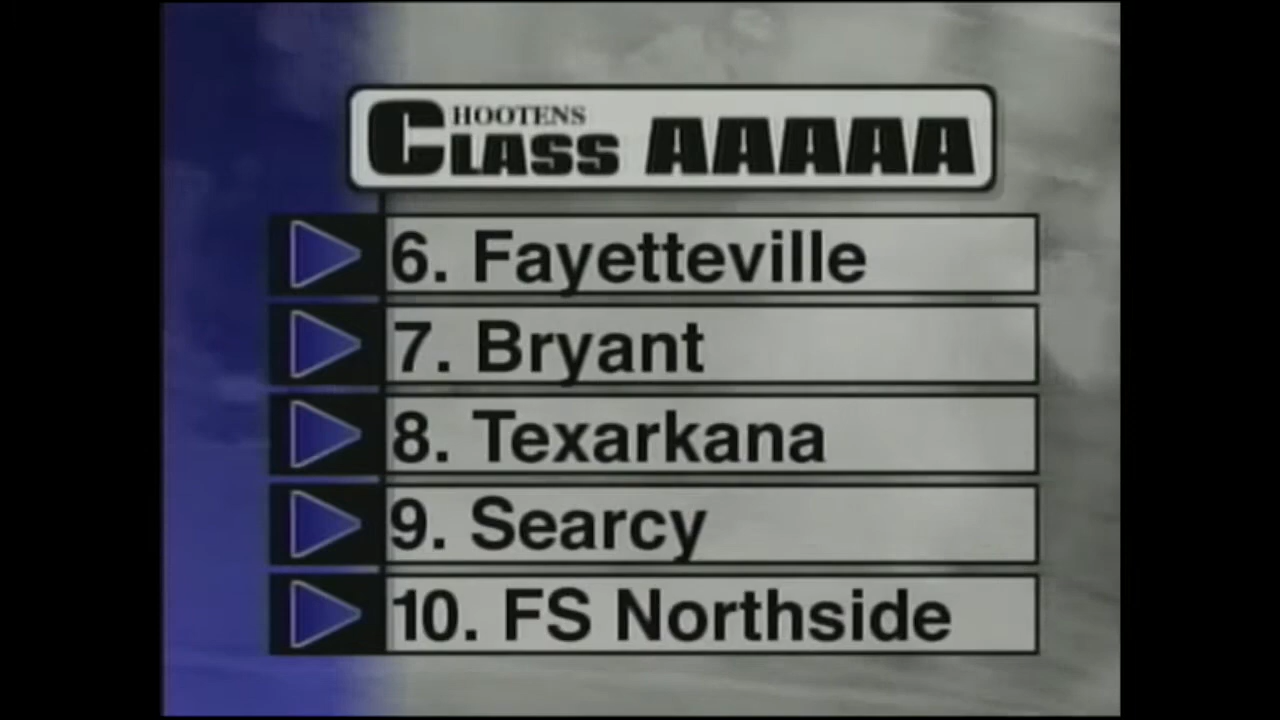 HOOTENS
CLASS AAAAA
6. Fayetteville
7. Bryant
8. Texarkana
9. Searcy
10. FS Northside